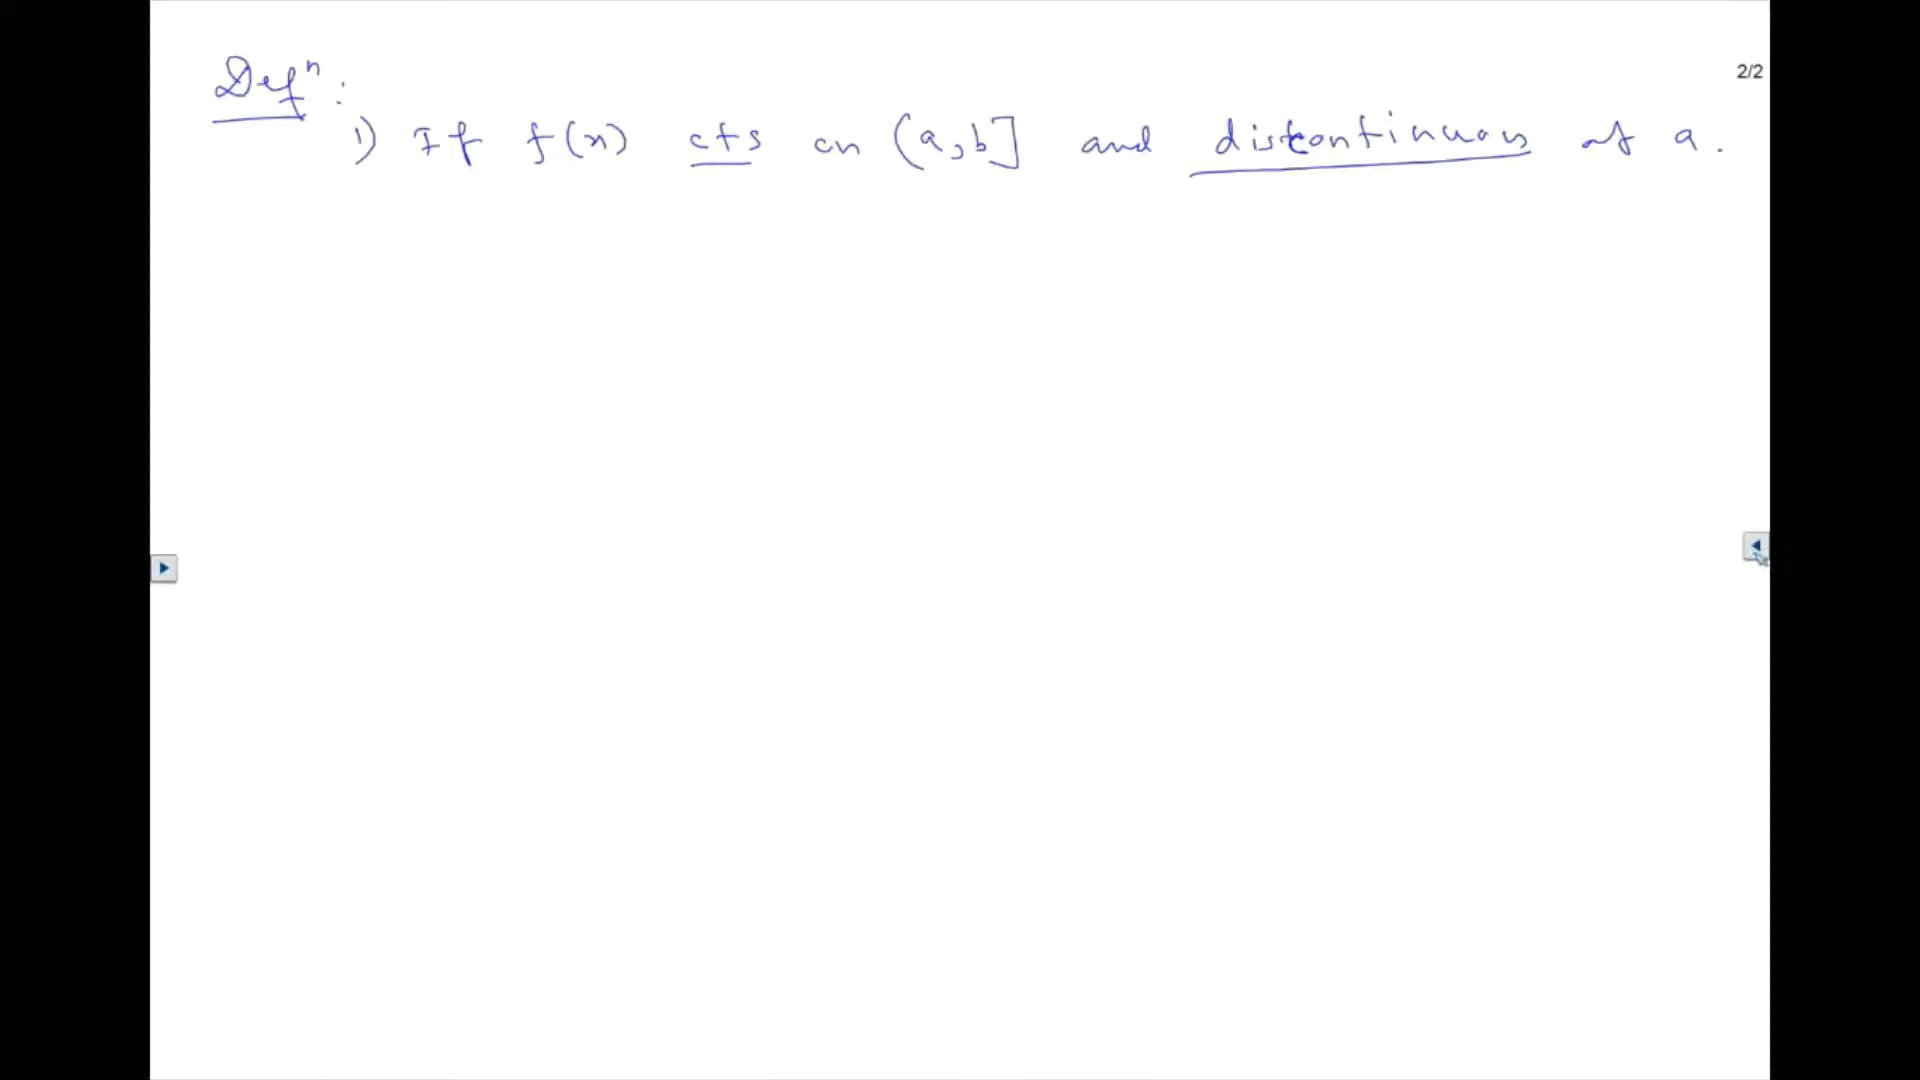 Defⁿ:
2/2
1) If f(x) cts on (a,b] and discontinuous at a.